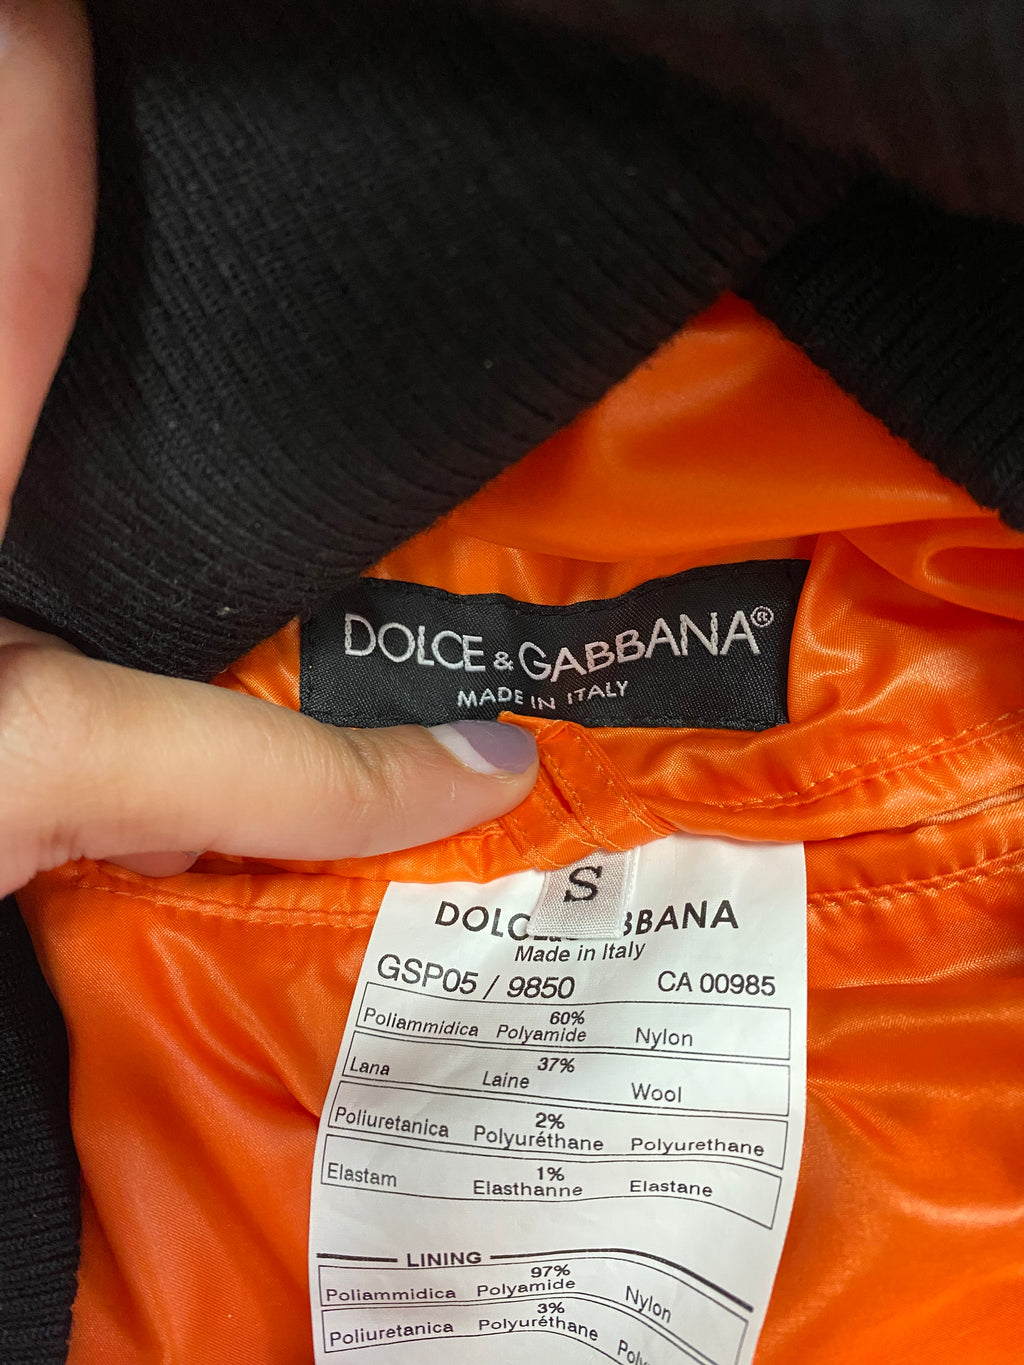 DOLCE & GABBANA®
MADE IN ITALY
S
DOLC BBANA
Made in Italy
GSP05 / 9850 CA 00985
60%
Poliammidica Polyamide Nylon
37%
Lana Laine Wool
2%
Poliuretanica Polyuréthane Polyurethane
1%
Elastam Elasthanne Elastane
LINING
97%
Poliammidica Polyamide Nylon
3%
Poliuretanica Polyuréthane